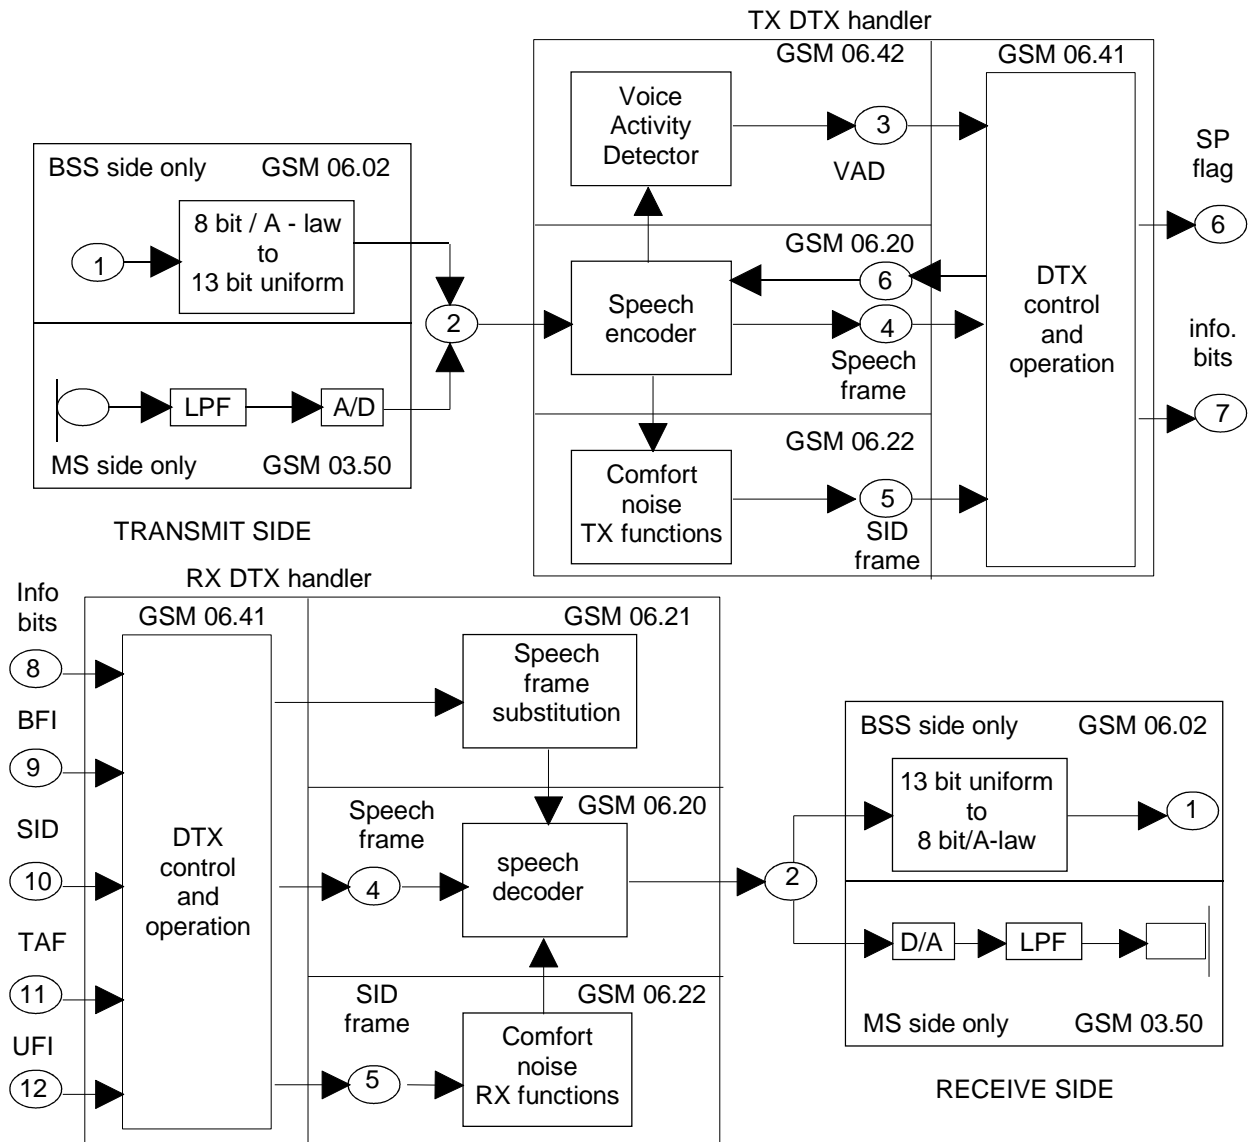 TX DTX handler
GSM 06.42
GSM 06.41
Voice
Activity
Detector
3
VAD
SP
flag
6
BSS side only
GSM 06.02
1
8 bit / A - law
to
13 bit uniform
2
GSM 06.20
6
Speech
encoder
4
Speech
frame
DTX
control
and
operation
info.
bits
7
LPF
A/D
MS side only
GSM 03.50
GSM 06.22
Comfort
noise
TX functions
5
SID
frame
TRANSMIT SIDE
RX DTX handler
Info
bits
8
BFI
9
SID
10
TAF
11
UFI
12
GSM 06.41
DTX
control
and
operation
GSM 06.21
Speech
frame
substitution
GSM 06.20
Speech
frame
4
speech
decoder
GSM 06.22
SID
frame
5
Comfort
noise
RX functions
2
BSS side only
GSM 06.02
13 bit uniform
to
8 bit/A-law
1
D/A
LPF
MS side only
GSM 03.50
RECEIVE SIDE